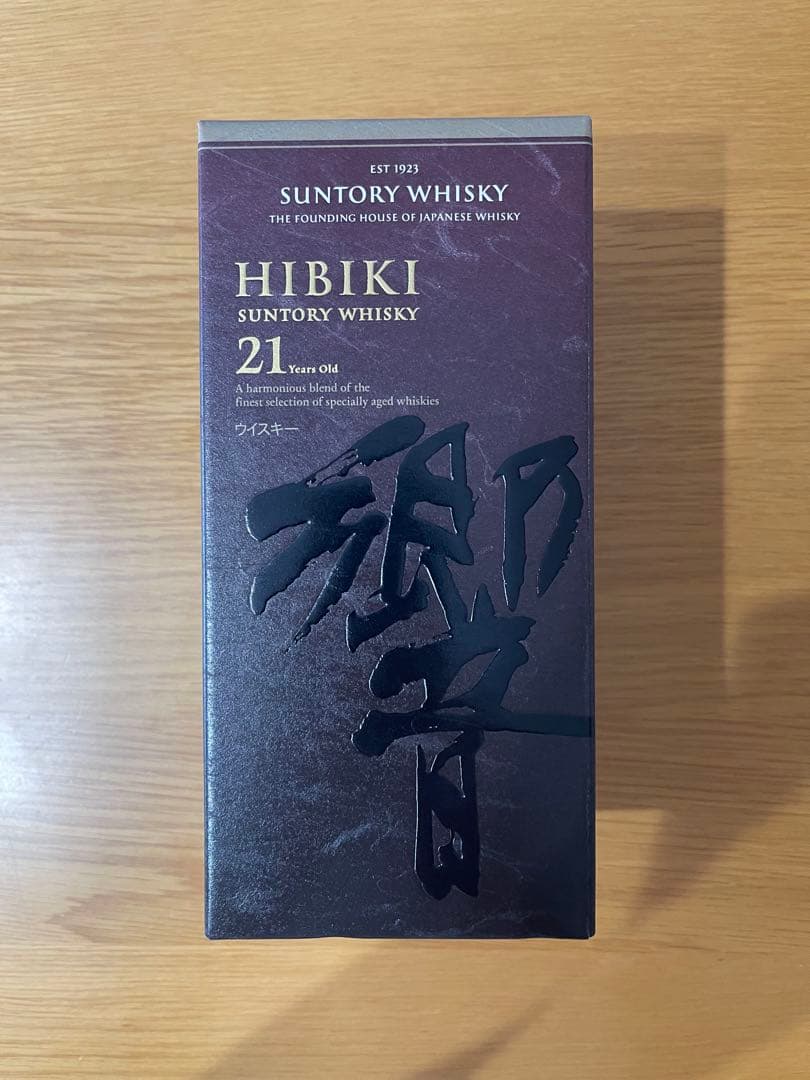 EST 1923
SUNTORY WHISKY
THE FOUNDING HOUSE OF JAPANESE WHISKY
HIBIKI
SUNTORY WHISKY
21 Years Old
A harmonious blend of the
finest selection of specially aged whiskies
ウイスキー
響